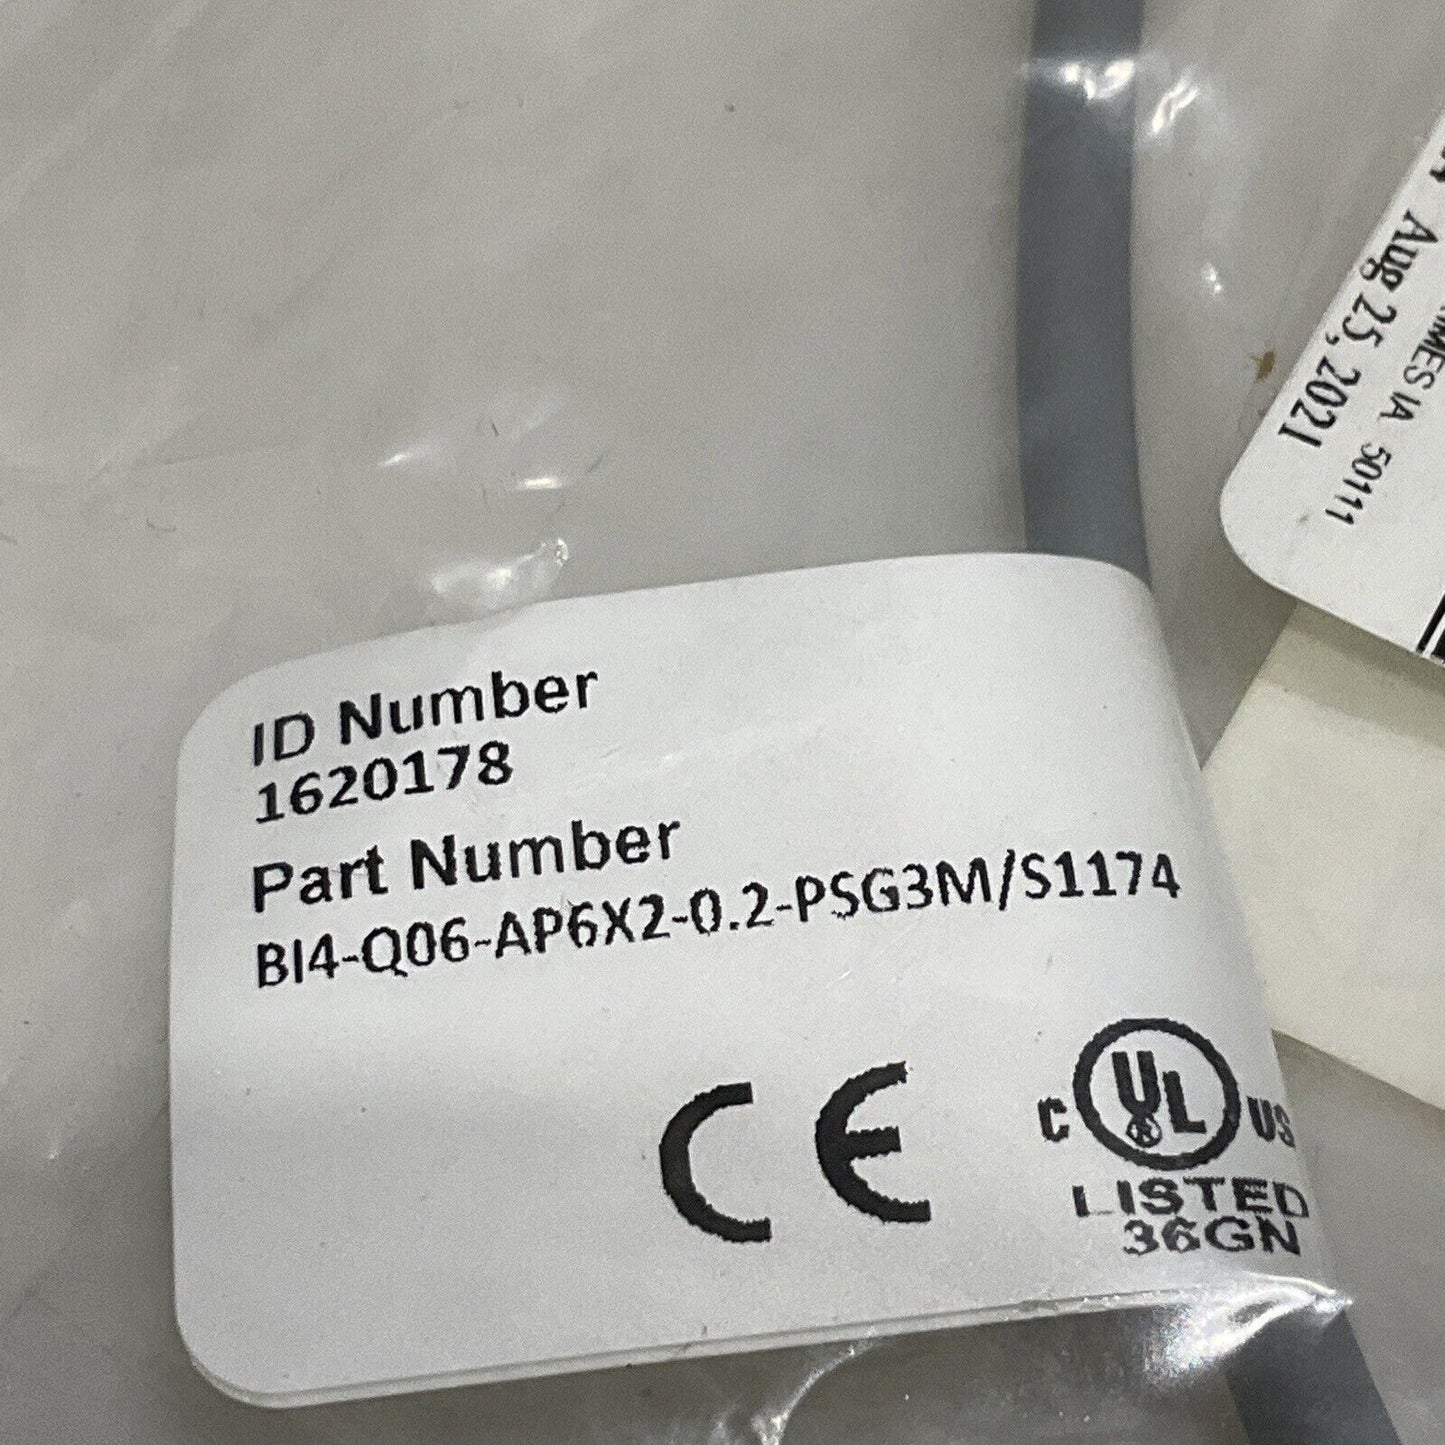 ID Number
1620178
Part Number
BI4-Q06-AP6X2-0.2-PSG3M/S1174
CE
C UL® US
LISTED
36GN
Aug 25, 2021
IA 50111